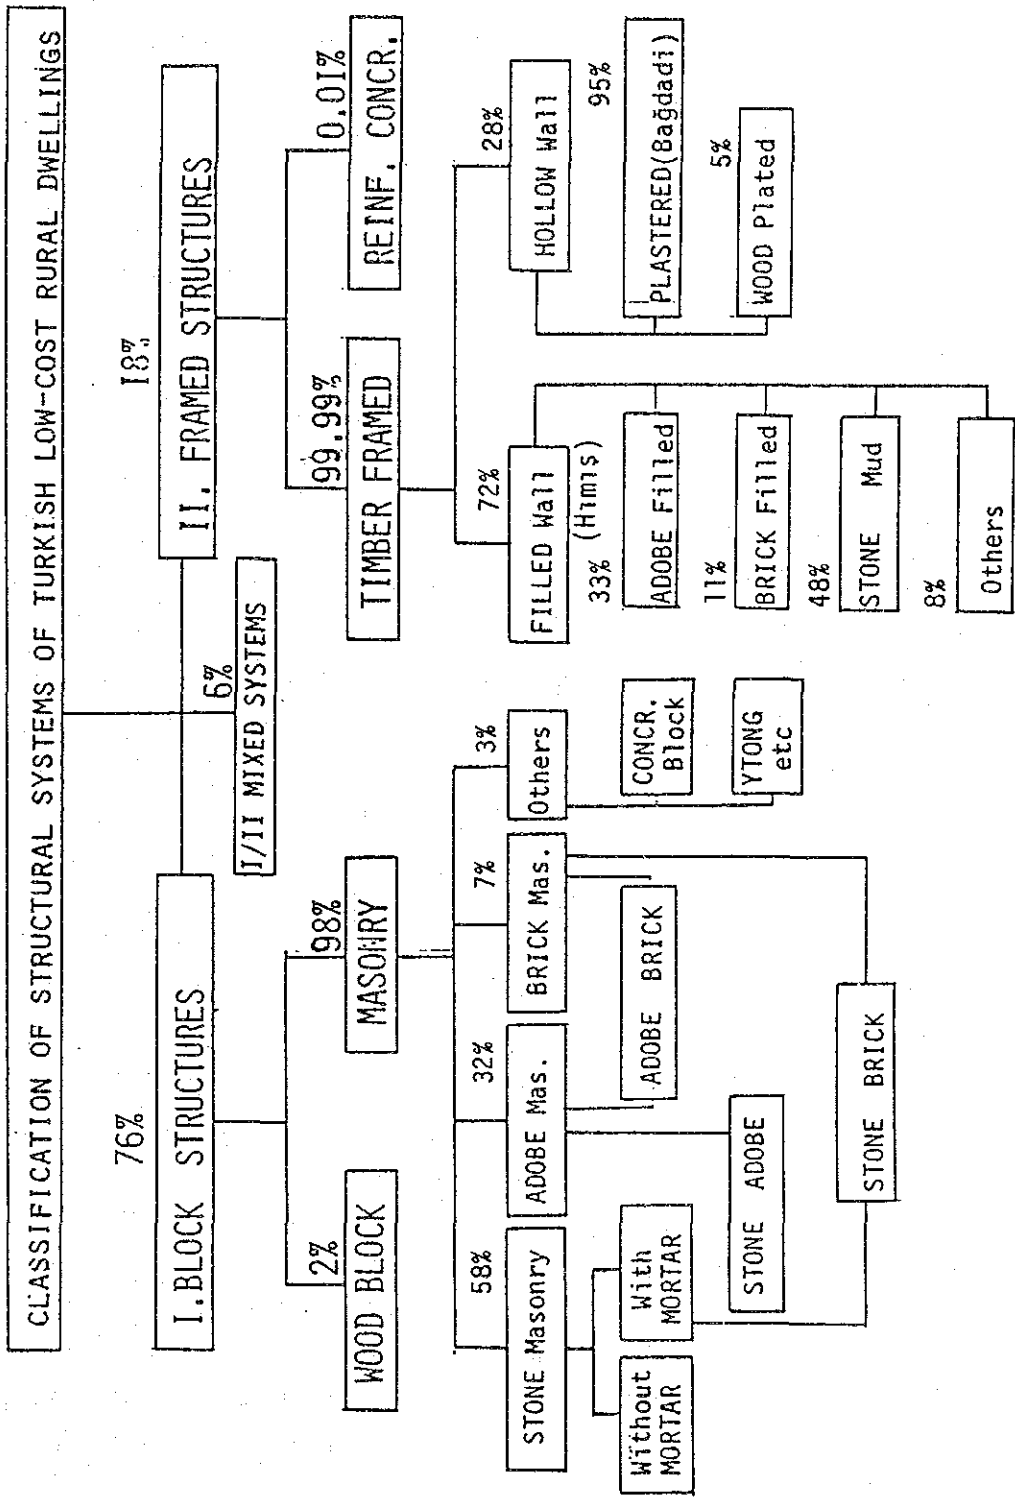 CLASSIFICATION OF STRUCTURAL SYSTEMS OF TURKISH LOW-COST RURAL DWELLINGS
76%
I.BLOCK STRUCTURES
18%
II. FRAMED STRUCTURES
6%
I/II MIXED SYSTEMS
2%
WOOD BLOCK
98%
MASONRY
99.99%
TIMBER FRAMED
0.01%
REINF. CONCR.
58%
STONE Masonry
32%
ADOBE Mas.
7%
BRICK Mas.
3%
Others
72%
FILLED Wall
(Hımış)
28%
HOLLOW Wall
Without
MORTAR
With
MORTAR
ADOBE BRICK
CONCR.
Block
33%
ADOBE Filled
95%
PLASTERED(Bağdadi)
STONE ADOBE
YTONG
etc
11%
BRICK Filled
5%
WOOD Plated
STONE BRICK
48%
STONE Mud
8%
Others